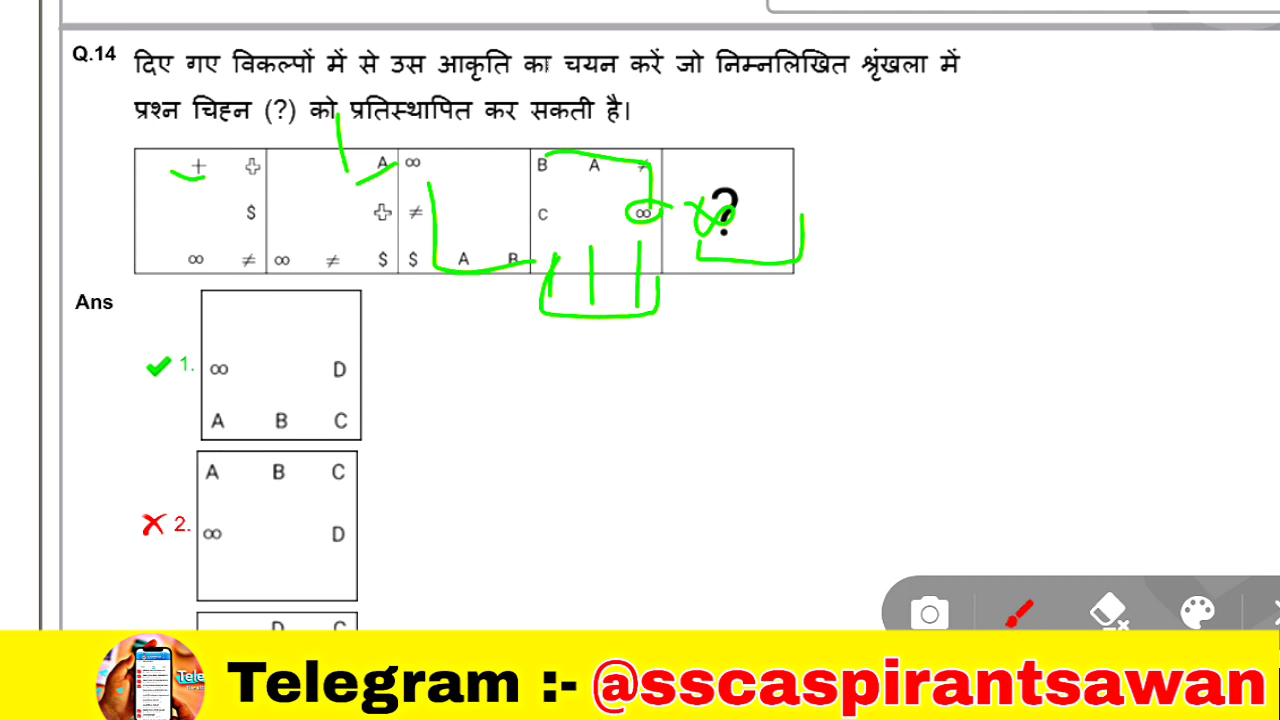 Q.14 दिए गए विकल्पों में से उस आकृति का चयन करें जो निम्नलिखित श्रृंखला में
प्रश्न चिह्न (?) को प्रतिस्थापित कर सकती है।
+ A ∞ B A ≠
$ ≠ C ∞ ?
∞ ≠ ∞ ≠ $ $ A B
Ans
1.
∞ D
A B C
2.
A B C
∞ D
D C
Telegram :- @sscaspirantsawan